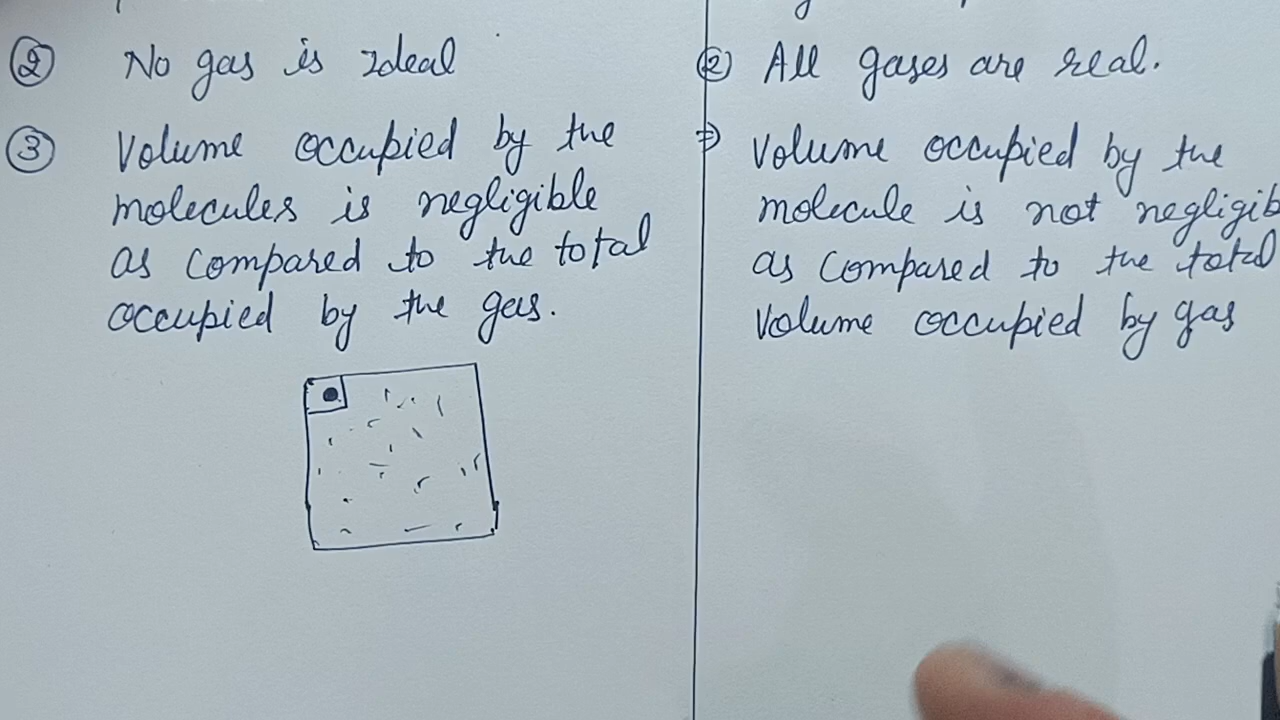 ② No gas is Ideal
③ Volume occupied by the
molecules is negligible
as compared to the total
occupied by the gas.
② All gases are real.
⇒ Volume occupied by the
molecule is not negligib
as compared to the total
Volume occupied by gas